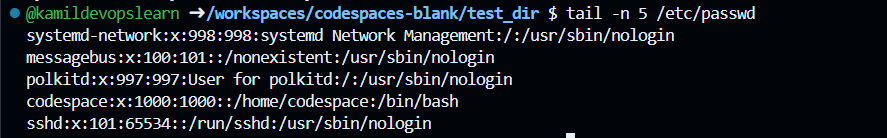 @kamildevopslearn ➜/workspaces/codespaces-blank/test_dir $ tail -n 5 /etc/passwd
systemd-network:x:998:998:systemd Network Management:/:/usr/sbin/nologin
messagebus:x:100:101::/nonexistent:/usr/sbin/nologin
polkitd:x:997:997:User for polkitd:/:/usr/sbin/nologin
codespace:x:1000:1000::/home/codespace:/bin/bash
sshd:x:101:65534::/run/sshd:/usr/sbin/nologin